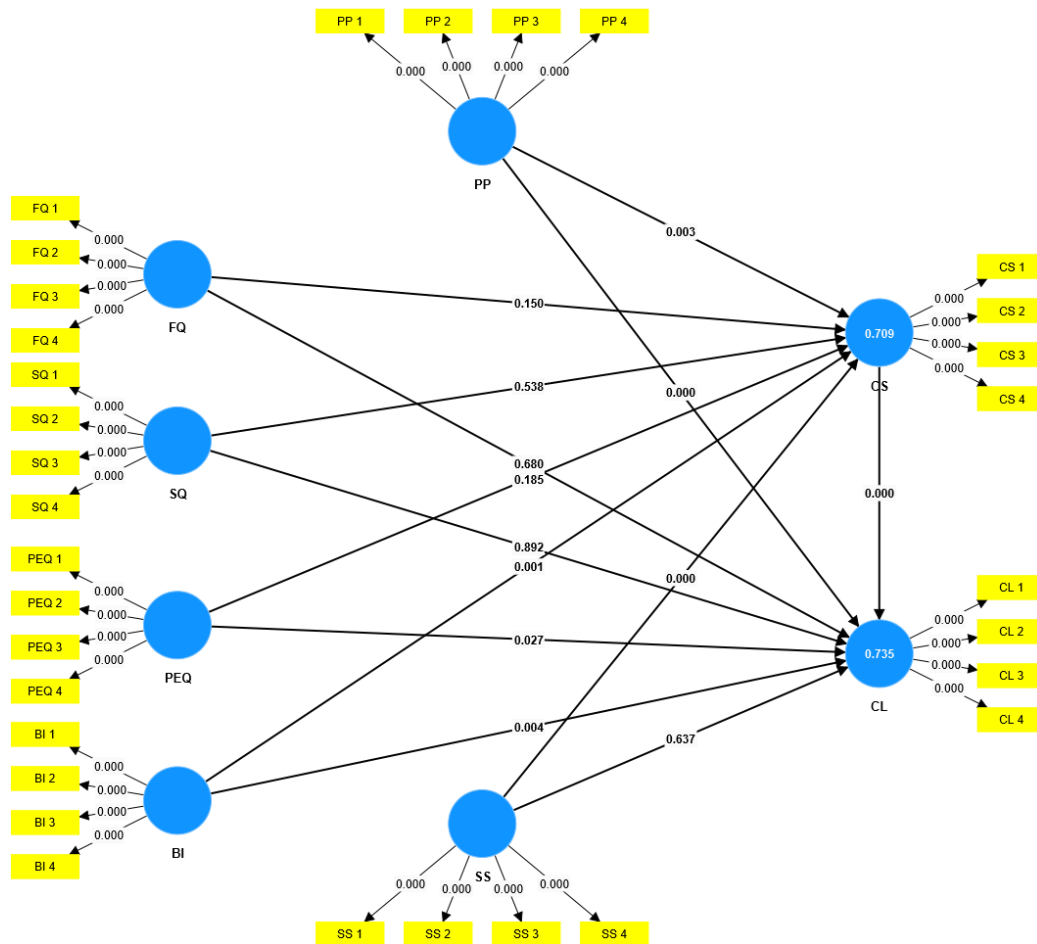 PP 1
PP 2
PP 3
PP 4
0.000
0.000
0.000
0.000
PP
FQ 1
FQ 2
FQ 3
FQ 4
0.000
0.000
0.000
0.000
FQ
SQ 1
SQ 2
SQ 3
SQ 4
0.000
0.000
0.000
0.000
SQ
PEQ 1
PEQ 2
PEQ 3
PEQ 4
0.000
0.000
0.000
0.000
PEQ
BI 1
BI 2
BI 3
BI 4
0.000
0.000
0.000
0.000
BI
0.003
0.150
0.538
0.000
0.680
0.185
0.892
0.001
0.000
0.027
0.004
0.637
0.000
0.709
CS
CS 1
CS 2
CS 3
CS 4
0.000
0.000
0.000
0.000
0.735
CL
CL 1
CL 2
CL 3
CL 4
0.000
0.000
0.000
0.000
SS
0.000
0.000
0.000
0.000
SS 1
SS 2
SS 3
SS 4